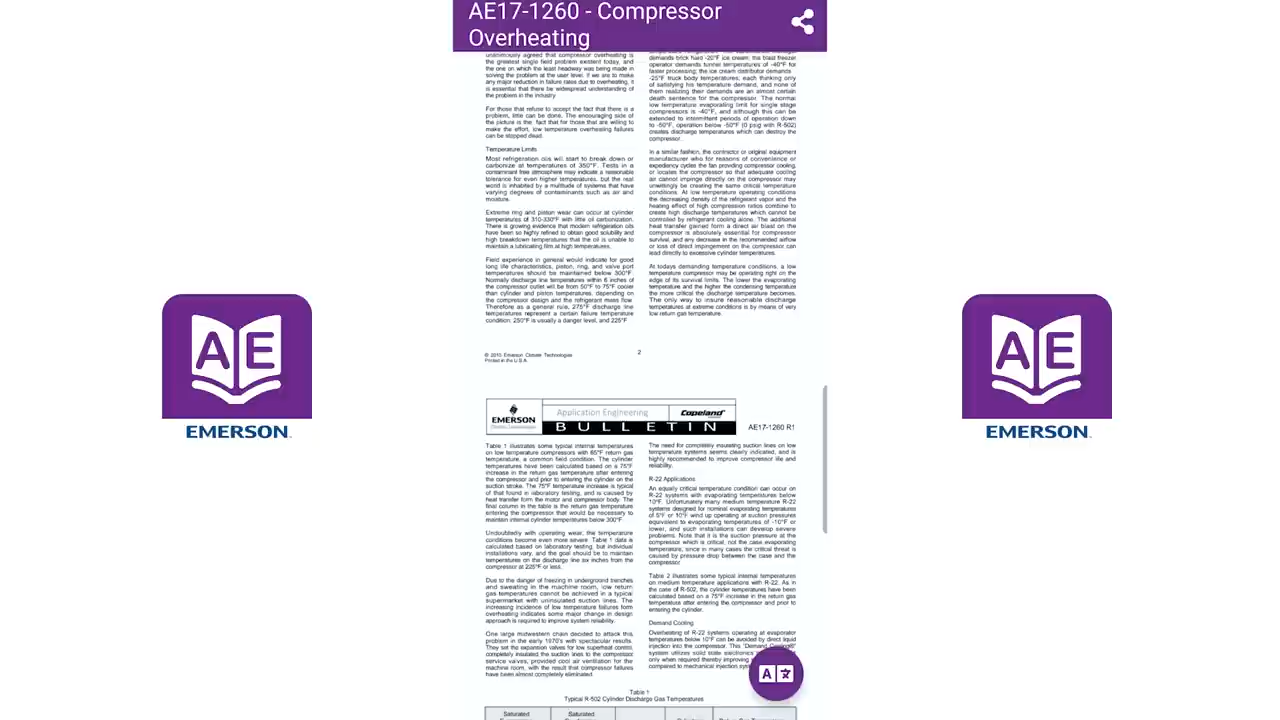 AE17-1260 - Compressor
Overheating
unanimously agreed that compressor overheating is
the greatest single field problem existent today, and
the one on which the least headway was being made in
solving the problem at the user level. If we are to make
any major reduction in failure rates due to overheating, it
is essential that there be widespread understanding of
the problem in the industry
For those that refuse to accept the fact that there is a
problem, little can be done. The encouraging side of
the picture is the fact that for those that are willing to
make the effort, low temperature overheating failures
can be stopped dead.
Temperature Limits
Most refrigeration oils will start to break down or
carbonize at temperatures of 350°F. Tests in a
contaminant free atmosphere may indicate a reasonable
tolerance for even higher temperatures, but the real
world is inhabited by a multitude of systems that have
varying degrees of contaminants such as air and
moisture.
Extreme ring and piston wear can occur at cylinder
temperatures of 310-330°F with little oil carbonization.
There is growing evidence that modern refrigeration oils
have been so highly refined to obtain good solubility and
high breakdown temperatures that the oil is unable to
maintain a lubricating film at high temperatures.
Field experience in general would indicate for good
long life characteristics, piston, ring, and valve port
temperatures should be maintained below 300°F.
Normally discharge line temperatures within 6 inches of
the compressor outlet will be from 50°F to 75°F cooler
than cylinder and piston temperatures, depending on
the compressor design and the refrigerant mass flow
Therefore as a general rule, 275°F discharge line
temperatures represent a certain failure temperature
condition, 250°F is usually a danger level, and 225°F
demands brick hard -20°F ice cream; the blast freezer
operator demands tunnel temperatures of -40°F for
faster processing; the ice cream distributor demands
-25°F truck body temperatures; each thinking only
of satisfying his temperature demand, and none of
them realizing their demands are an almost certain
death sentence for the compressor. The normal
low temperature evaporating limit for single stage
compressors is -40°F, and although this can be
extended to intermittent periods of operation down
to -50°F, operation below -50°F (0 psig with R-502)
creates discharge temperatures which can destroy the
compressor.
In a similar fashion, the contractor or original equipment
manufacturer who for reasons of convenience or
expediency cycles the fan providing compressor cooling,
or locates the compressor so that adequate cooling
air cannot impinge directly on the compressor may
unwittingly be creating the same critical temperature
conditions. At low temperature operating conditions
the decreasing density of the refrigerant vapor and the
heating effect of high compression ratios combine to
create high discharge temperatures which cannot be
controlled by refrigerant cooling alone. The additional
heat transfer gained form a direct air blast on the
compressor is absolutely essential for compressor
survival, and any decrease in the recommended airflow
or loss of direct impingement on the compressor can
lead directly to excessive cylinder temperatures.
At todays demanding temperature conditions, a low
temperature compressor may be operating right on the
edge of its survival limits. The lower the evaporating
temperature and the higher the condensing temperature
the more critical the discharge temperature becomes.
The only way to insure reasonable discharge
temperatures at extreme conditions is by means of very
low return gas temperature.
© 2010 Emerson Climate Technologies
Printed in the U.S.A.
2
EMERSON
Application Engineering
Copeland
BULLETIN
AE17-1260 R1
Table 1 illustrates some typical internal temperatures
on low temperature compressors with 65°F return gas
temperature, a common field condition. The cylinder
temperatures have been calculated based on a 75°F
increase in the return gas temperature after entering
the compressor and prior to entering the cylinder on the
suction stroke. The 75°F temperature increase is typical
of that found in laboratory testing, and is caused by
heat transfer form the motor and compressor body. The
final column in the table is the return gas temperature
entering the compressor that would be necessary to
maintain internal cylinder temperatures below 300°F
Undoubtedly with operating wear, the temperature
conditions become even more severe. Table 1 data is
calculated based on laboratory testing, but individual
installations vary, and the goal should be to maintain
temperatures on the discharge line six inches from the
compressor at 225°F or less.
Due to the danger of freezing in underground trenches
and sweating in the machine room, low return
gas temperatures cannot be achieved in a typical
supermarket with uninsulated suction lines. The
increasing incidence of low temperature failures form
overheating indicates some major change in design
approach is required to improve system reliability.
One large midwestern chain decided to attack this
problem in the early 1970's with spectacular results.
They set the expansion valves for low superheat control,
completely insulated the suction lines to the compressor
service valves, provided cool air ventilation for the
machine room, with the result that compressor failures
have been almost completely eliminated.
The need for completely insulating suction lines on low
temperature systems seems clearly indicated, and is
highly recommended to improve compressor life and
reliability.
R-22 Applications
An equally critical temperature condition can occur on
R-22 systems with evaporating temperatures below
10°F. Unfortunately many medium temperature R-22
systems designed for nominal evaporating temperatures
of 5°F or 10°F wind up operating at suction pressures
equivalent to evaporating temperatures of -10°F or
lower, and such installations can develop severe
problems. Note that it is the suction pressure at the
compressor which is critical, not the case evaporating
temperature, since in many cases the critical threat is
caused by pressure drop between the case and the
compressor
Table 2 illustrates some typical internal temperatures
on medium temperature applications with R-22. As in
the case of R-502, the cylinder temperatures have been
calculated based on a 75°F increase in the return gas
temperature after entering the compressor and prior to
entering the cylinder.
Demand Cooling
Overheating of R-22 systems operating at evaporator
temperatures below 10°F can be avoided by direct liquid
injection into the compressor. This "Demand Cooling®"
system utilizes solid state electronics
only when required thereby improving
compared to mechanical injection
Table 1
Typical R-502 Cylinder Discharge Gas Temperatures
Saturated
Saturated
AE
EMERSON
AE
EMERSON
A